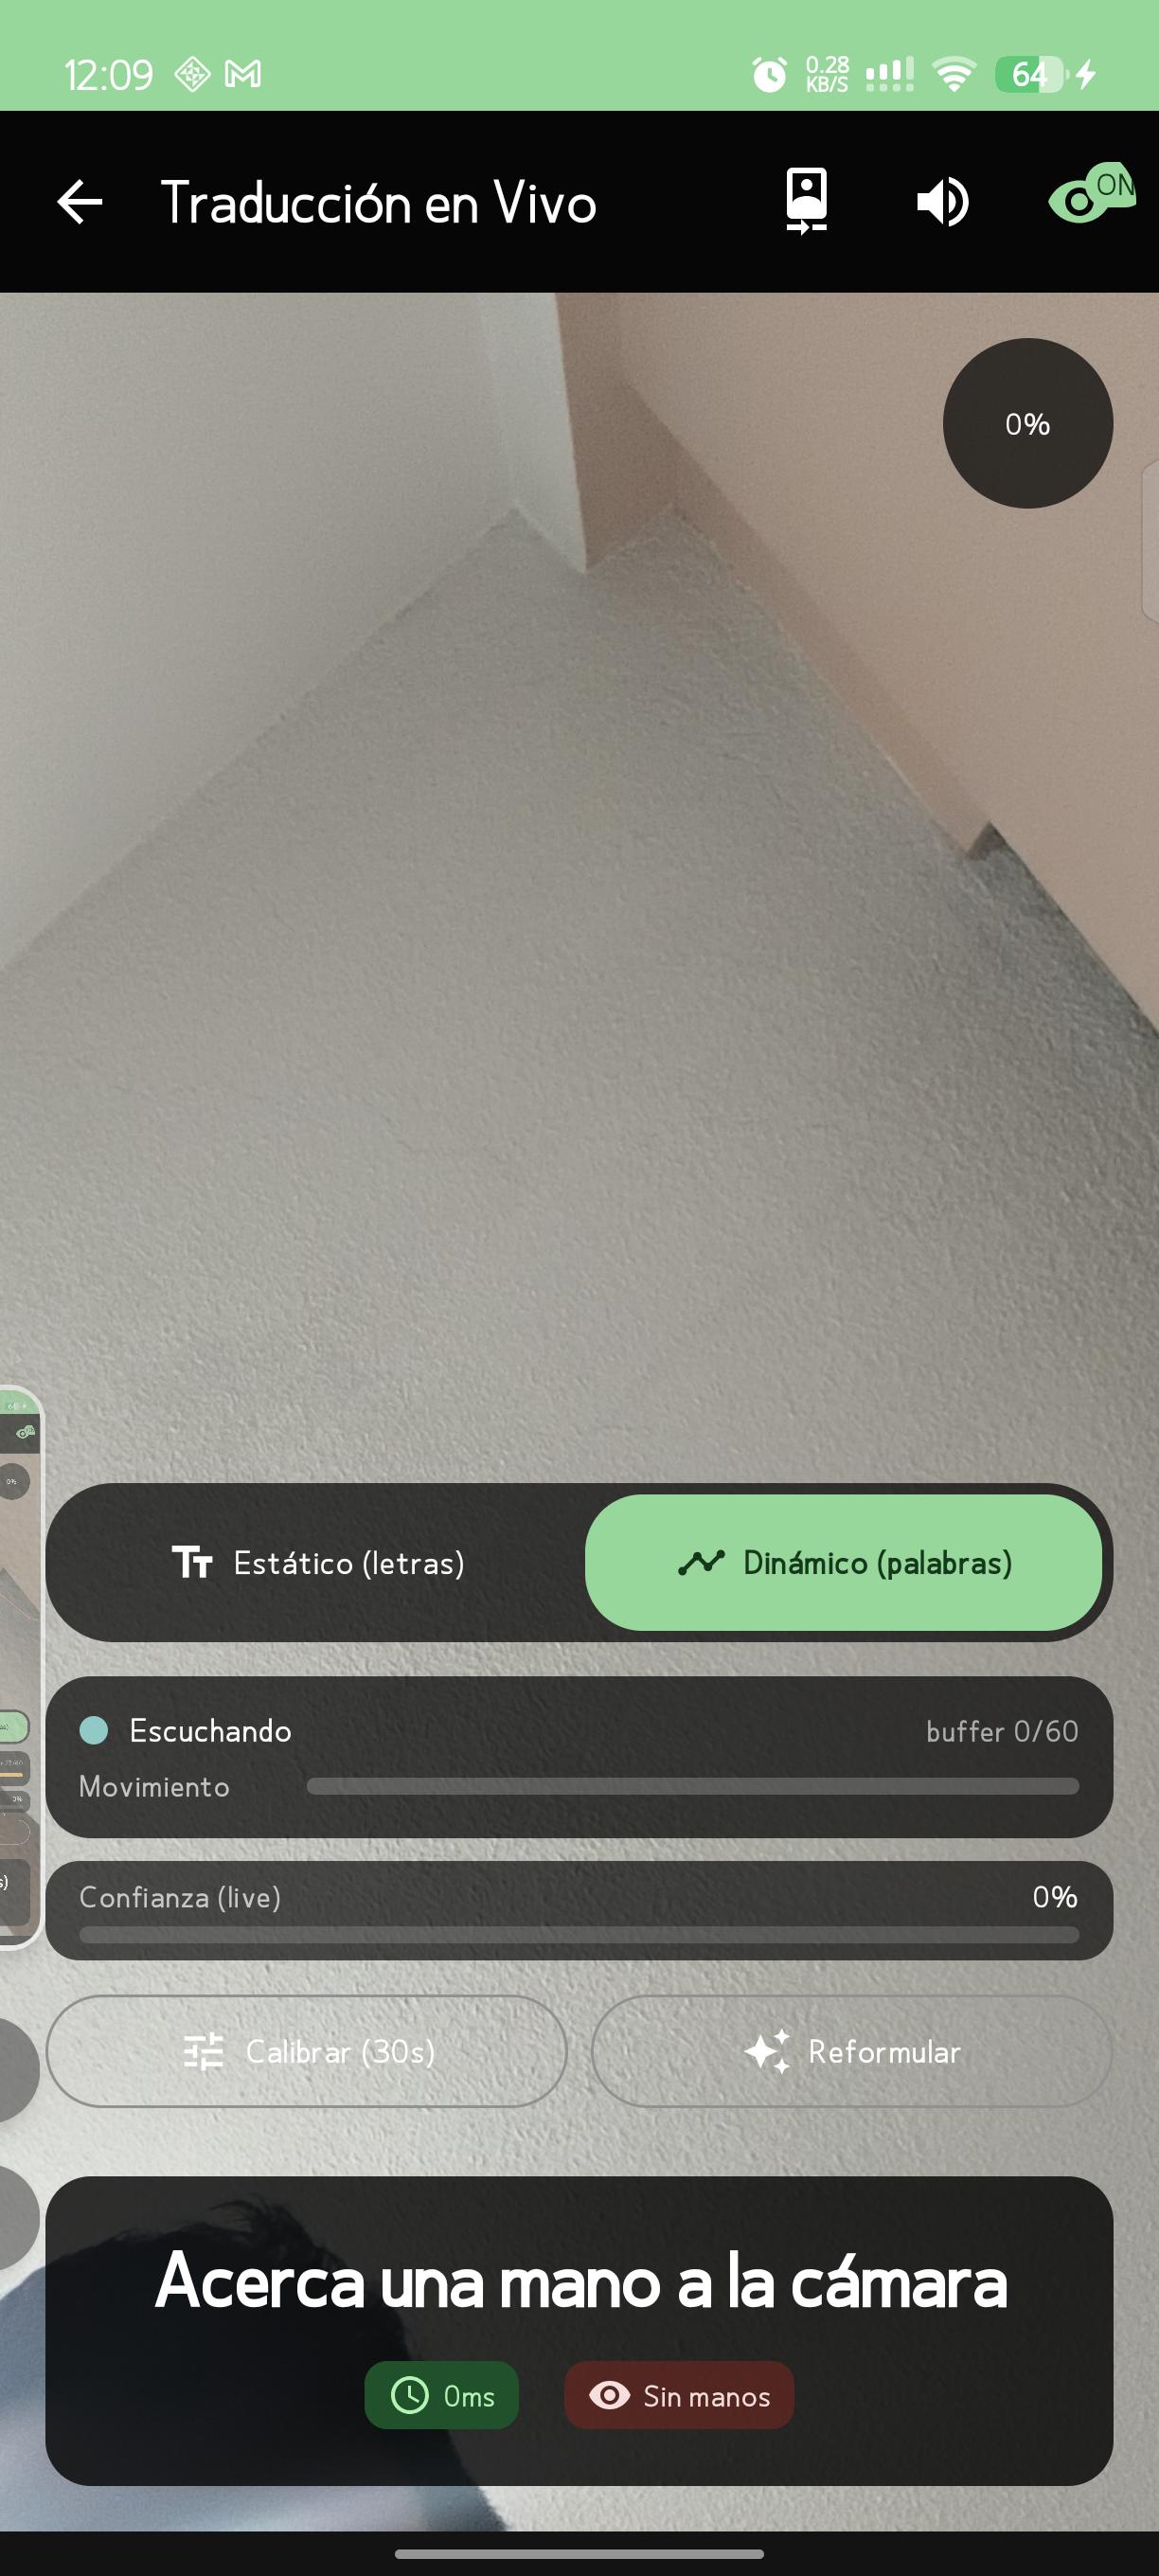 12:09
0.28
KB/S
64
Traducción en Vivo
ON
0%
Estático (letras)
Dinámico (palabras)
Escuchando
buffer 0/60
Movimiento
Confianza (live)
0%
Calibrar (30s)
Reformular
Acerca una mano a la cámara
0ms
Sin manos